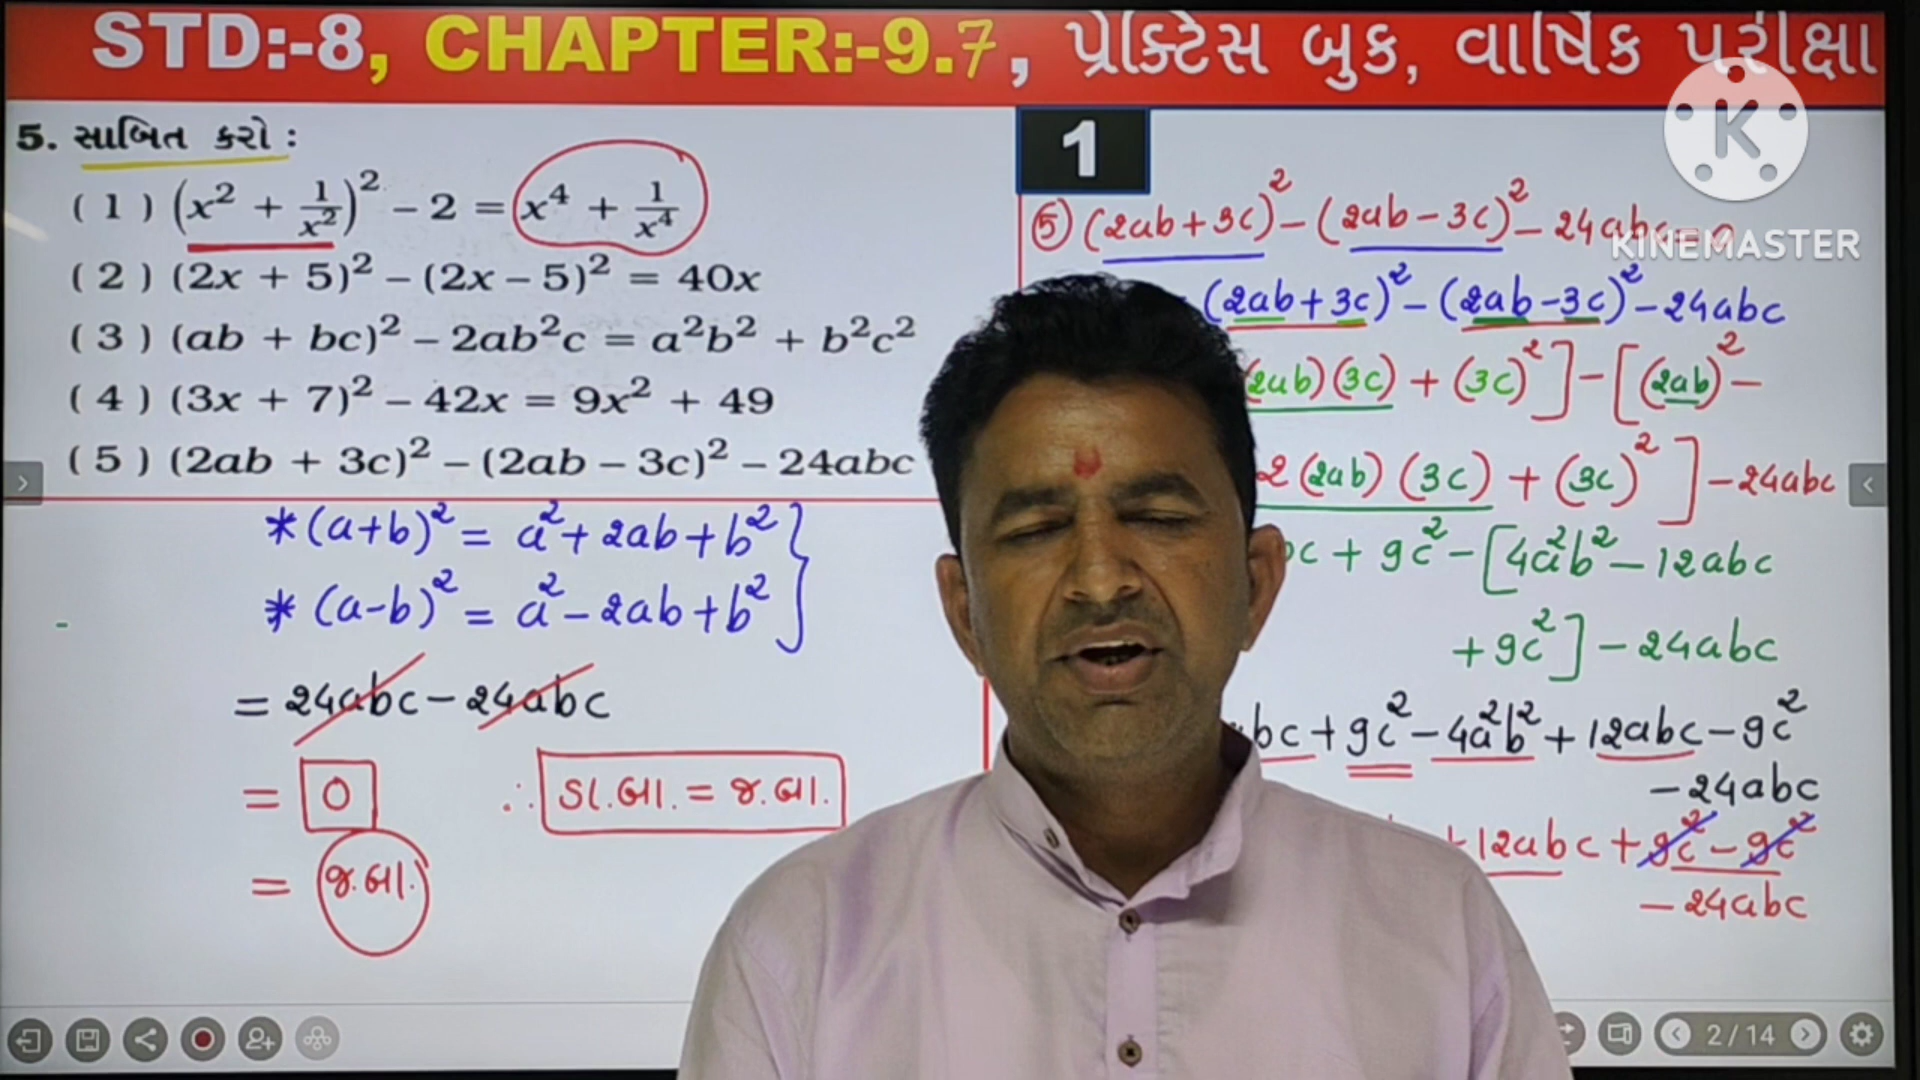 STD:-8, CHAPTER:-9.7, પ્રેક્ટિસ બુક, વાર્ષિક પરીક્ષા
K
KINEMASTER
5. સાબિત કરો :
(1) (x² + 1/x²)² – 2 = x⁴ + 1/x⁴
(2) (2x + 5)² – (2x – 5)² = 40x
(3) (ab + bc)² – 2ab²c = a²b² + b²c²
(4) (3x + 7)² – 42x = 9x² + 49
(5) (2ab + 3c)² – (2ab – 3c)² – 24abc
*(a+b)² = a² + 2ab + b²
*(a-b)² = a² - 2ab + b²
= 24abc - 24abc
= 0 ∴ ડા.બા. = જ.બા.
= જ.બા.
1
⑤ (2ab + 3c)² - (2ab - 3c)² - 24abc = 0
(2ab + 3c)² - (2ab - 3c)² - 24abc
2ab)(3c) + (3c)²] - [(2ab)² -
2(2ab)(3c) + (3c)²] - 24abc
bc + 9c² - [4a²b² - 12abc
+ 9c²] - 24abc
bc + 9c² - 4a²b² + 12abc - 9c²
- 24abc
+ 12abc + 9c² - 9c²
- 24abc
2/14